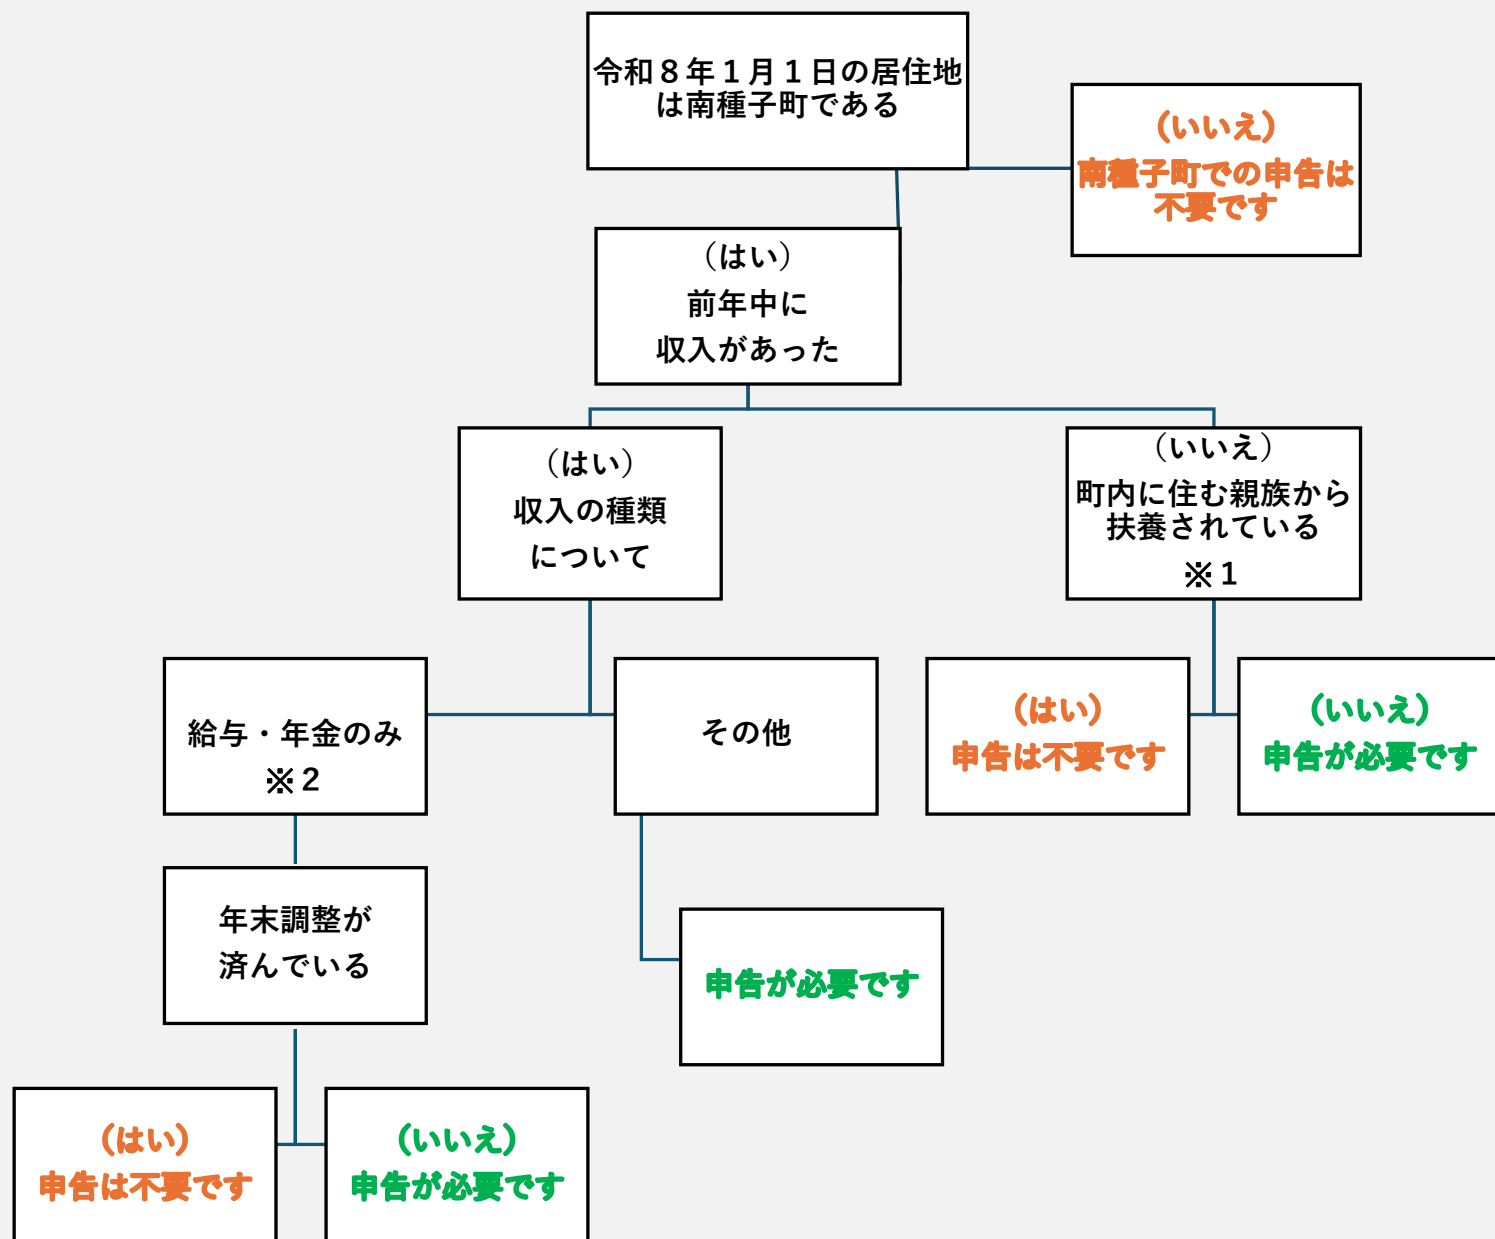 令和８年１月１日の居住地
は南種子町である
（いいえ）
南種子町での申告は
不要です
（はい）
前年中に
収入があった
（はい）
収入の種類
について
（いいえ）
町内に住む親族から
扶養されている
※１
給与・年金のみ
※２
その他
（はい）
申告は不要です
（いいえ）
申告が必要です
年末調整が
済んでいる
申告が必要です
（はい）
申告は不要です
（いいえ）
申告が必要です